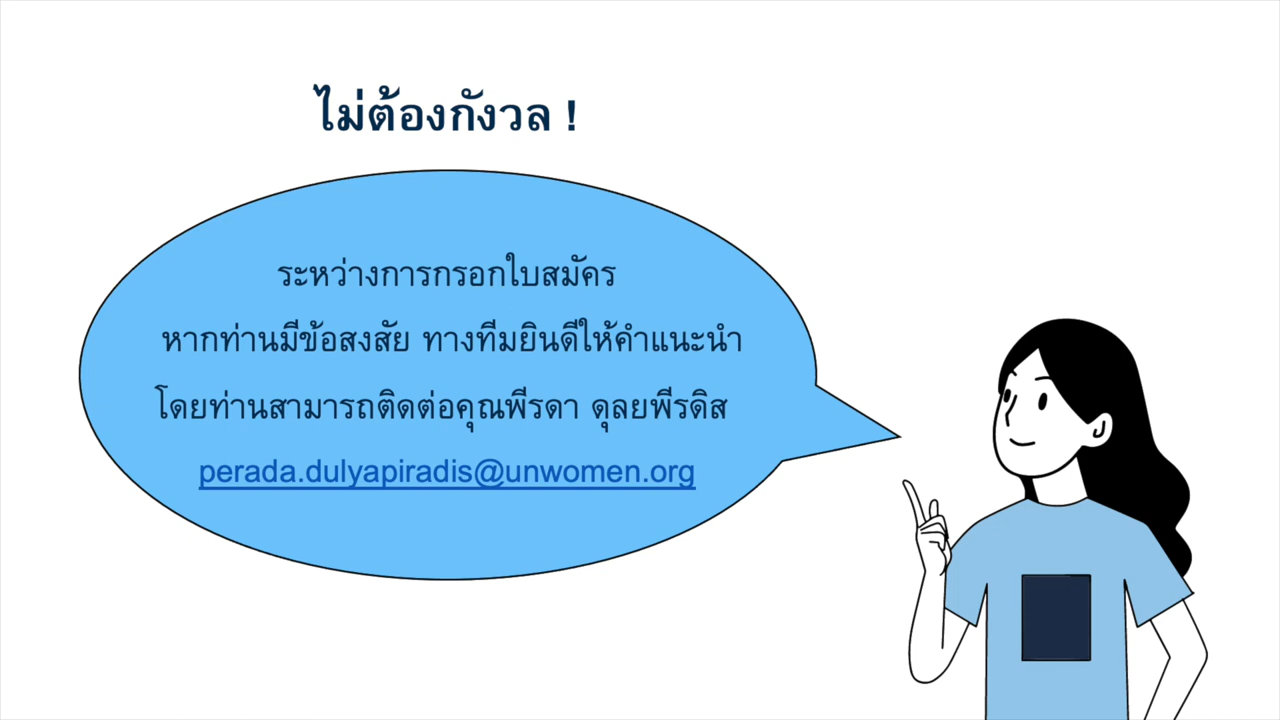 ไม่ต้องกังวล !
ระหว่างการกรอกใบสมัคร
หากท่านมีข้อสงสัย ทางทีมยินดีให้คำแนะนำ
โดยท่านสามารถติดต่อคุณพีรดา ดุลยพีรดิส
perada.dulyapiradis@unwomen.org